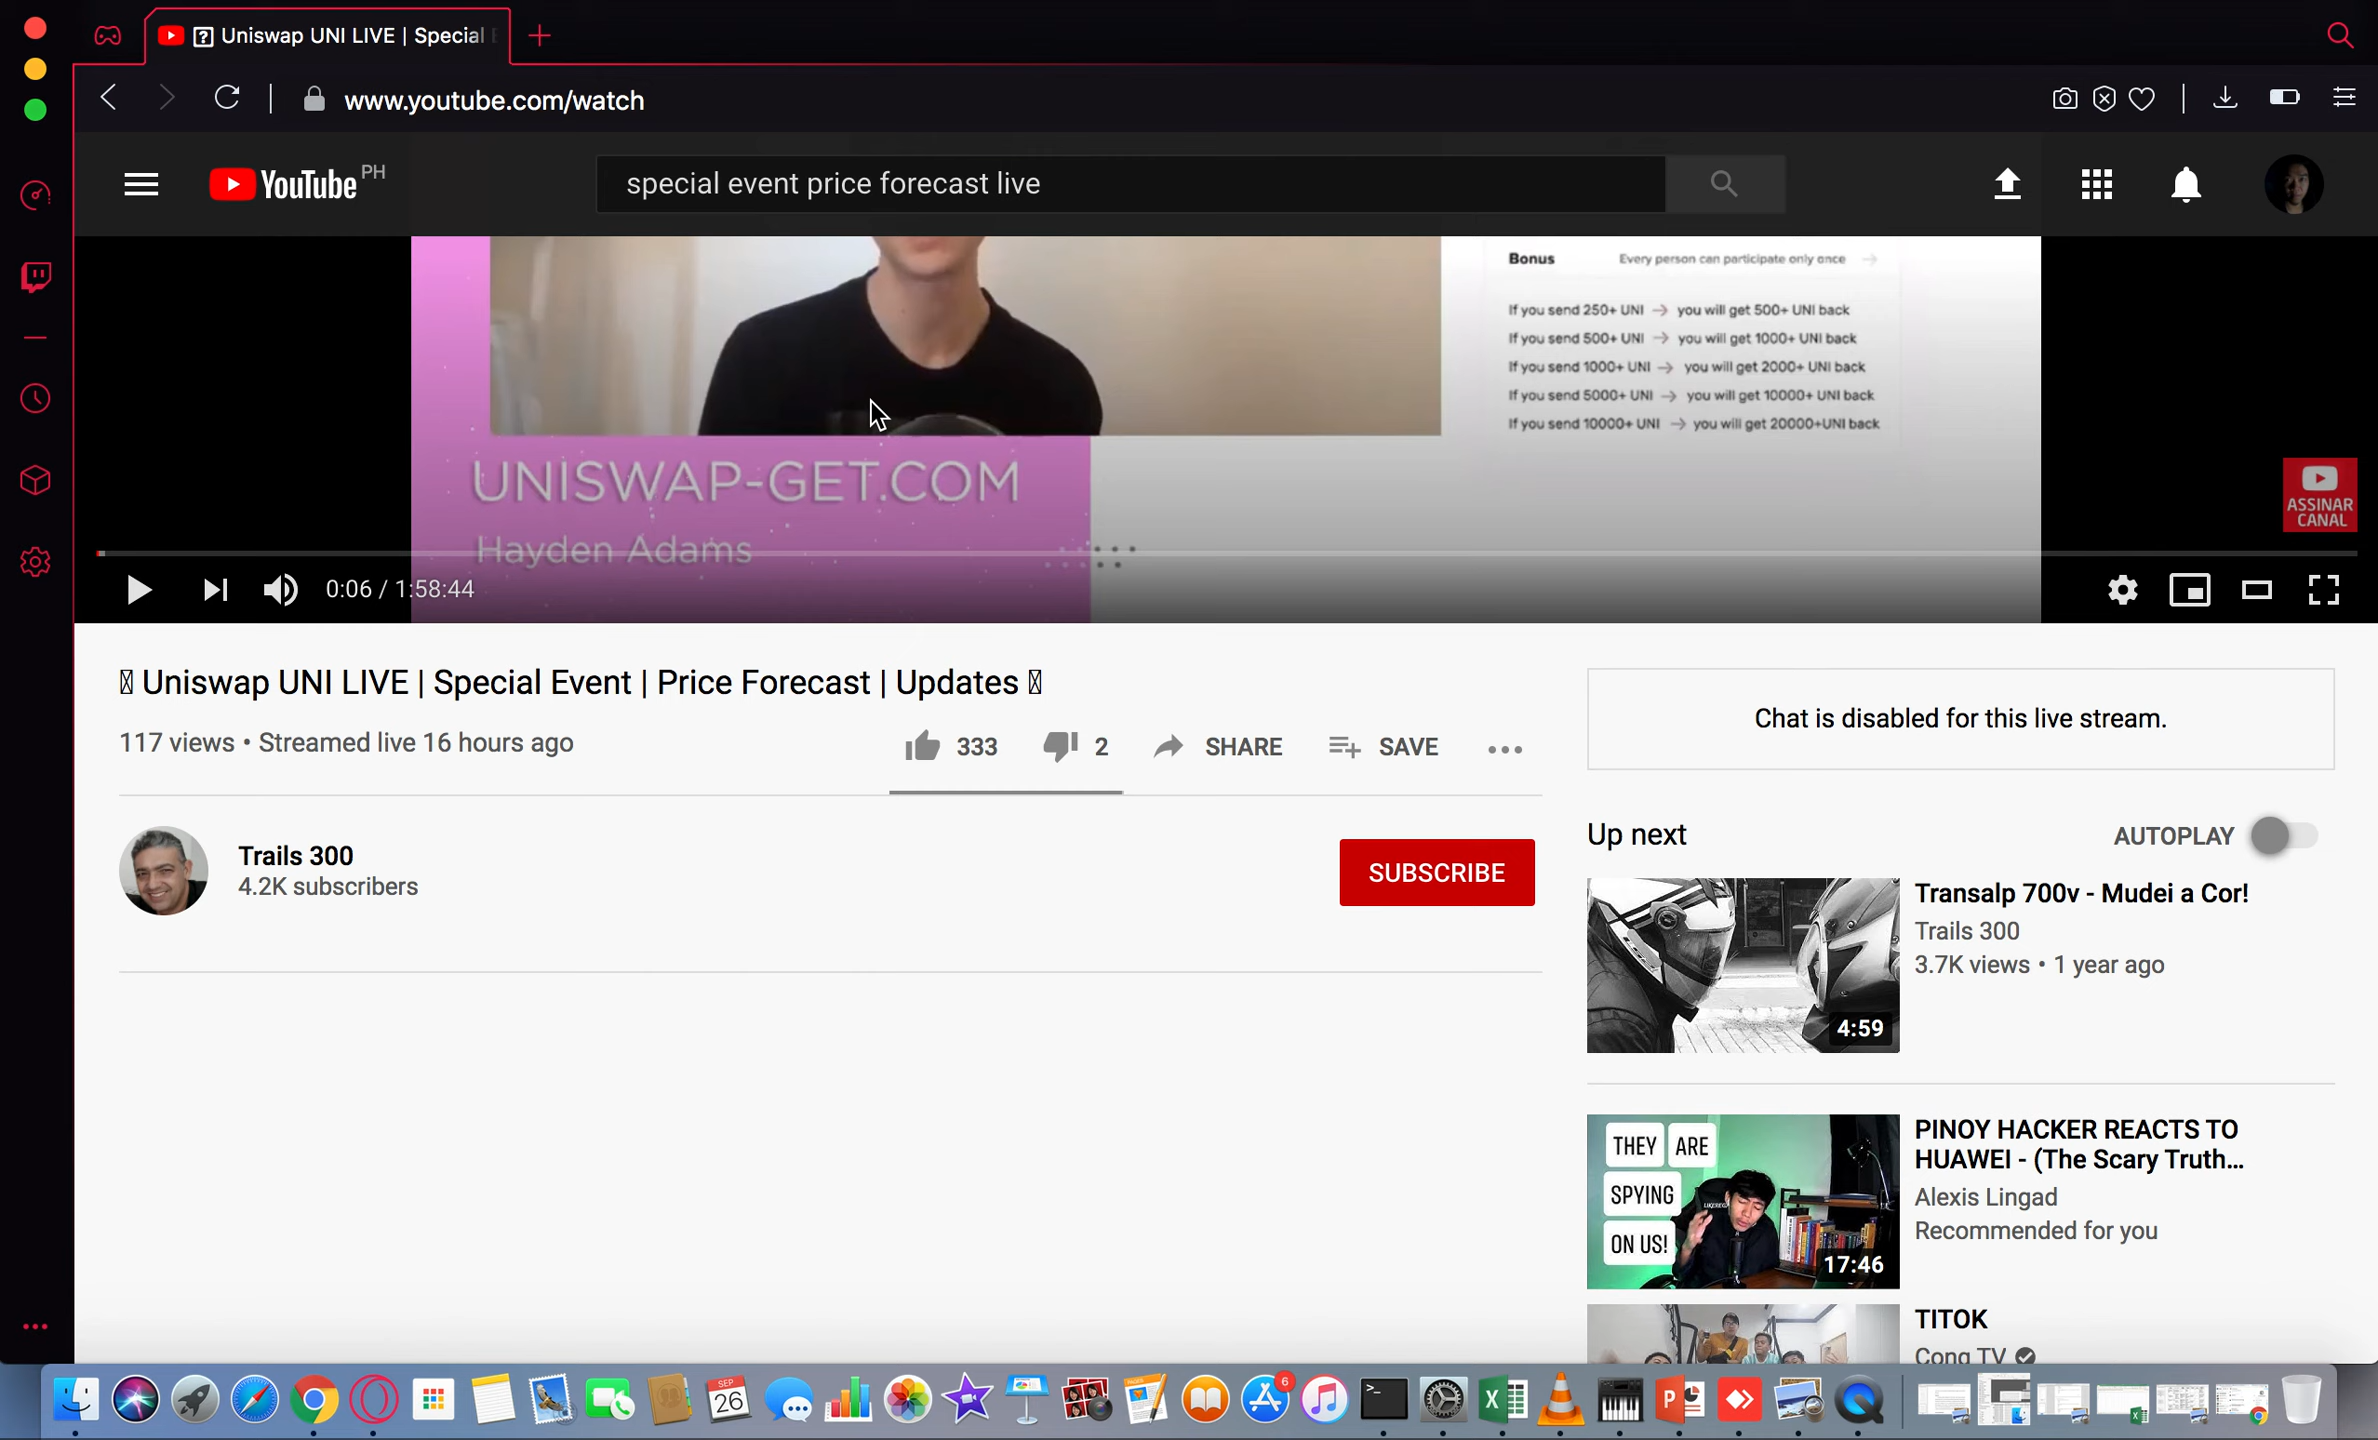 Uniswap UNI LIVE | Special
www.youtube.com/watch
YouTube PH
special event price forecast live
Bonus Every person can participate only once →
If you send 250+ UNI → you will get 500+ UNI back
If you send 500+ UNI → you will get 1000+ UNI back
If you send 1000+ UNI → you will get 2000+ UNI back
If you send 5000+ UNI → you will get 10000+ UNI back
If you send 10000+ UNI → you will get 20000+UNI back
UNISWAP-GET.COM
Hayden Adams
ASSINAR
CANAL
0:06 / 1:58:44
Uniswap UNI LIVE | Special Event | Price Forecast | Updates
117 views • Streamed live 16 hours ago
333 2 SHARE SAVE
Trails 300
4.2K subscribers
SUBSCRIBE
Chat is disabled for this live stream.
Up next AUTOPLAY
Transalp 700v - Mudei a Cor!
Trails 300
3.7K views • 1 year ago
4:59
THEY ARE
SPYING
ON US!
17:46
PINOY HACKER REACTS TO
HUAWEI - (The Scary Truth...
Alexis Lingad
Recommended for you
TITOK
Cong TV
SEP
26
PAGES
6